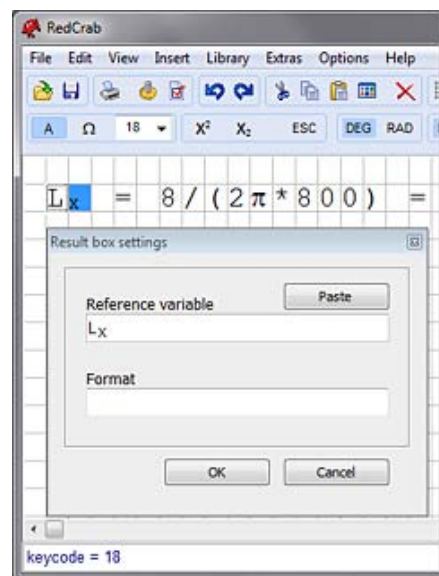 RedCrab
File Edit View Insert Library Extras Options Help
A Ω 18 X² X₂ ESC DEG RAD
Lₓ = 8/(2π*800) =
Result box settings
Reference variable Paste
Lₓ
Format
OK Cancel
keycode = 18